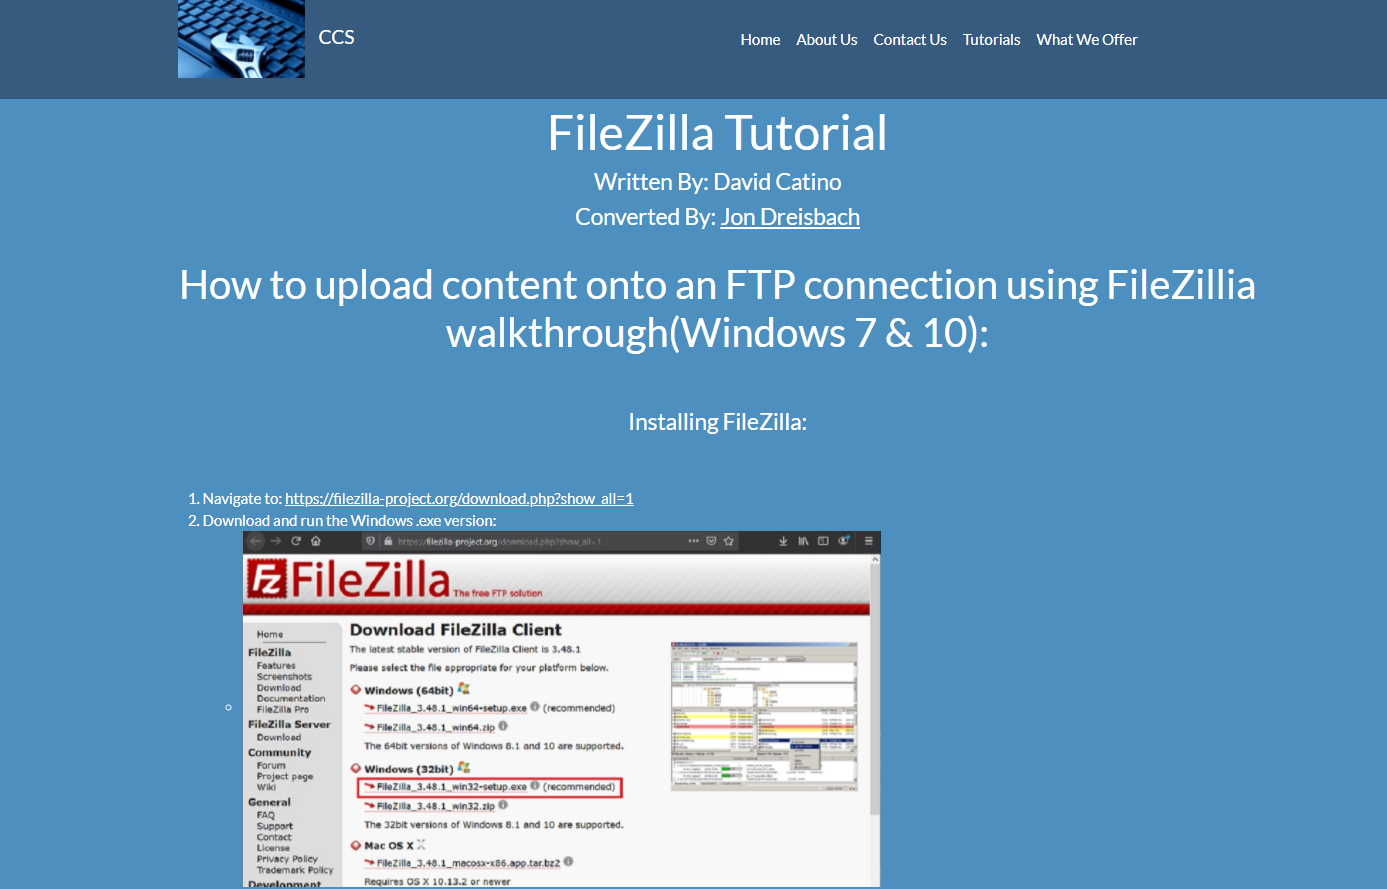 CCS
Home About Us Contact Us Tutorials What We Offer
FileZilla Tutorial
Written By: David Catino
Converted By: Jon Dreisbach
How to upload content onto an FTP connection using FileZillia
walkthrough(Windows 7 & 10):
Installing FileZilla:
1. Navigate to: https://filezilla-project.org/download.php?show_all=1
2. Download and run the Windows .exe version:
https://filezilla-project.org/download.php?show_all=1
FileZilla The free FTP solution
Home
FileZilla
Features
Screenshots
Download
Documentation
FileZilla Pro
FileZilla Server
Download
Community
Forum
Project page
Wiki
General
FAQ
Support
Contact
License
Privacy Policy
Trademark Policy
Development
Download FileZilla Client
The latest stable version of FileZilla Client is 3.48.1
Please select the file appropriate for your platform below.
Windows (64bit)
FileZilla_3.48.1_win64-setup.exe (recommended)
FileZilla_3.48.1_win64.zip
The 64bit versions of Windows 8.1 and 10 are supported.
Windows (32bit)
FileZilla_3.48.1_win32-setup.exe (recommended)
FileZilla_3.48.1_win32.zip
The 32bit versions of Windows 8.1 and 10 are supported.
Mac OS X
FileZilla_3.48.1_macosx-x86.app.tar.bz2
Requires OS X 10.13.2 or newer